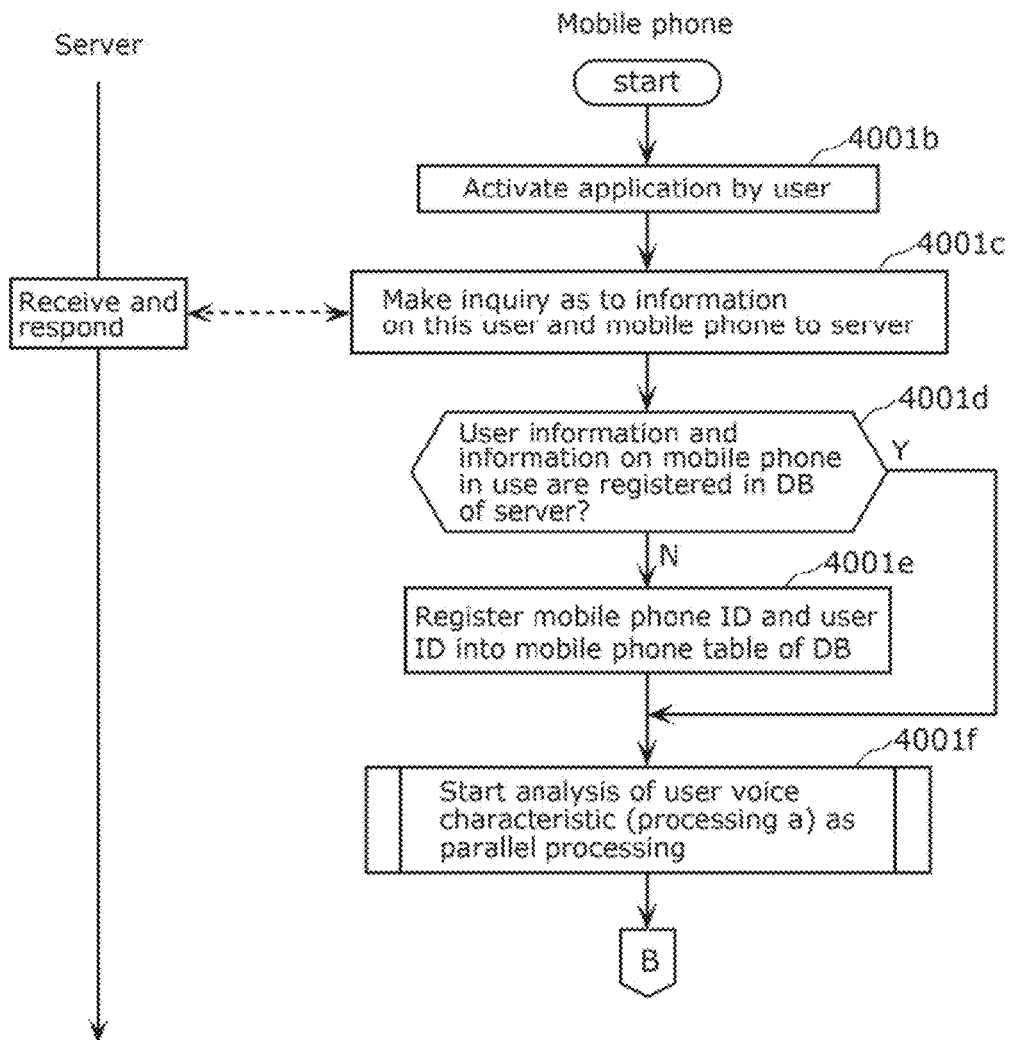 Mobile phone
Server
start
4001b
Activate application by user
4001c
Receive and
respond
Make inquiry as to information
on this user and mobile phone to server
4001d
User information and
information on mobile phone
in use are registered in DB
of server?
Y
N
4001e
Register mobile phone ID and user
ID into mobile phone table of DB
4001f
Start analysis of user voice
characteristic (processing a) as
parallel processing
B